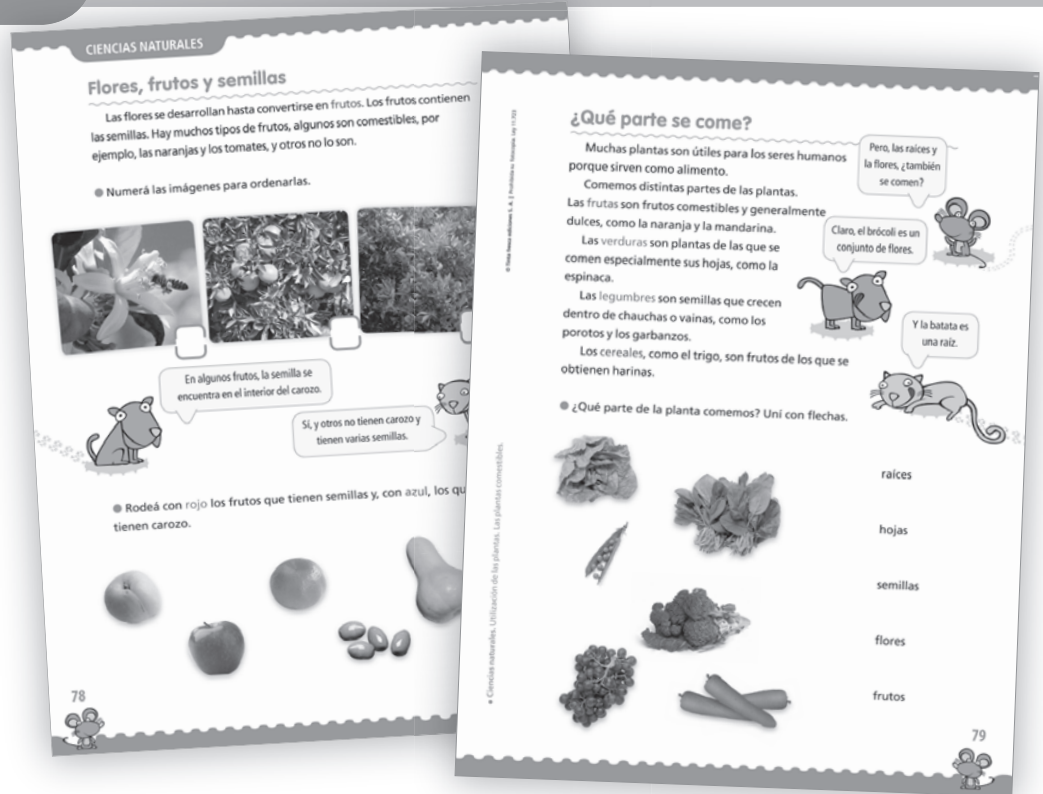 CIENCIAS NATURALES
Flores, frutos y semillas
Las flores se desarrollan hasta convertirse en frutos. Los frutos contienen
las semillas. Hay muchos tipos de frutos, algunos son comestibles, por
ejemplo, las naranjas y los tomates, y otros no lo son.
Numerá las imágenes para ordenarlas.
En algunos frutos, la semilla se
encuentra en el interior del carozo.
Sí, y otros no tienen carozo y
tienen varias semillas.
Rodeá con rojo los frutos que tienen semillas y, con azul, los qu
tienen carozo.
78
¿Qué parte se come?
Muchas plantas son útiles para los seres humanos
porque sirven como alimento.
Comemos distintas partes de las plantas.
Las frutas son frutos comestibles y generalmente
dulces, como la naranja y la mandarina.
Las verduras son plantas de las que se
comen especialmente sus hojas, como la
espinaca.
Las legumbres son semillas que crecen
dentro de chauchas o vainas, como los
porotos y los garbanzos.
Los cereales, como el trigo, son frutos de los que se
obtienen harinas.
Pero, las raíces y
la flores, ¿también
se comen?
Claro, el brócoli es un
conjunto de flores.
Y la batata es
una raíz.
¿Qué parte de la planta comemos? Uní con flechas.
raíces
hojas
semillas
flores
frutos
© Tinta fresca ediciones S. A. | Prohibida su fotocopia. Ley 11.723
Ciencias naturales. Utilización de las plantas. Las plantas comestibles.
79